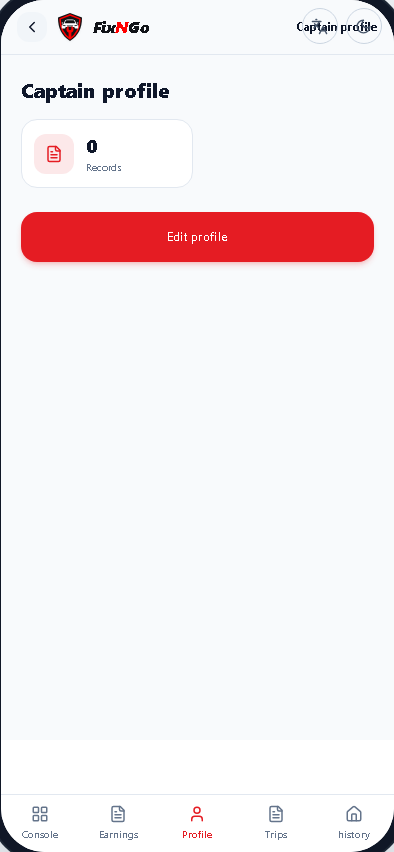 FixNGo
Captain profile
Captain profile
0
Records
Edit profile
Console
Earnings
Profile
Trips
history